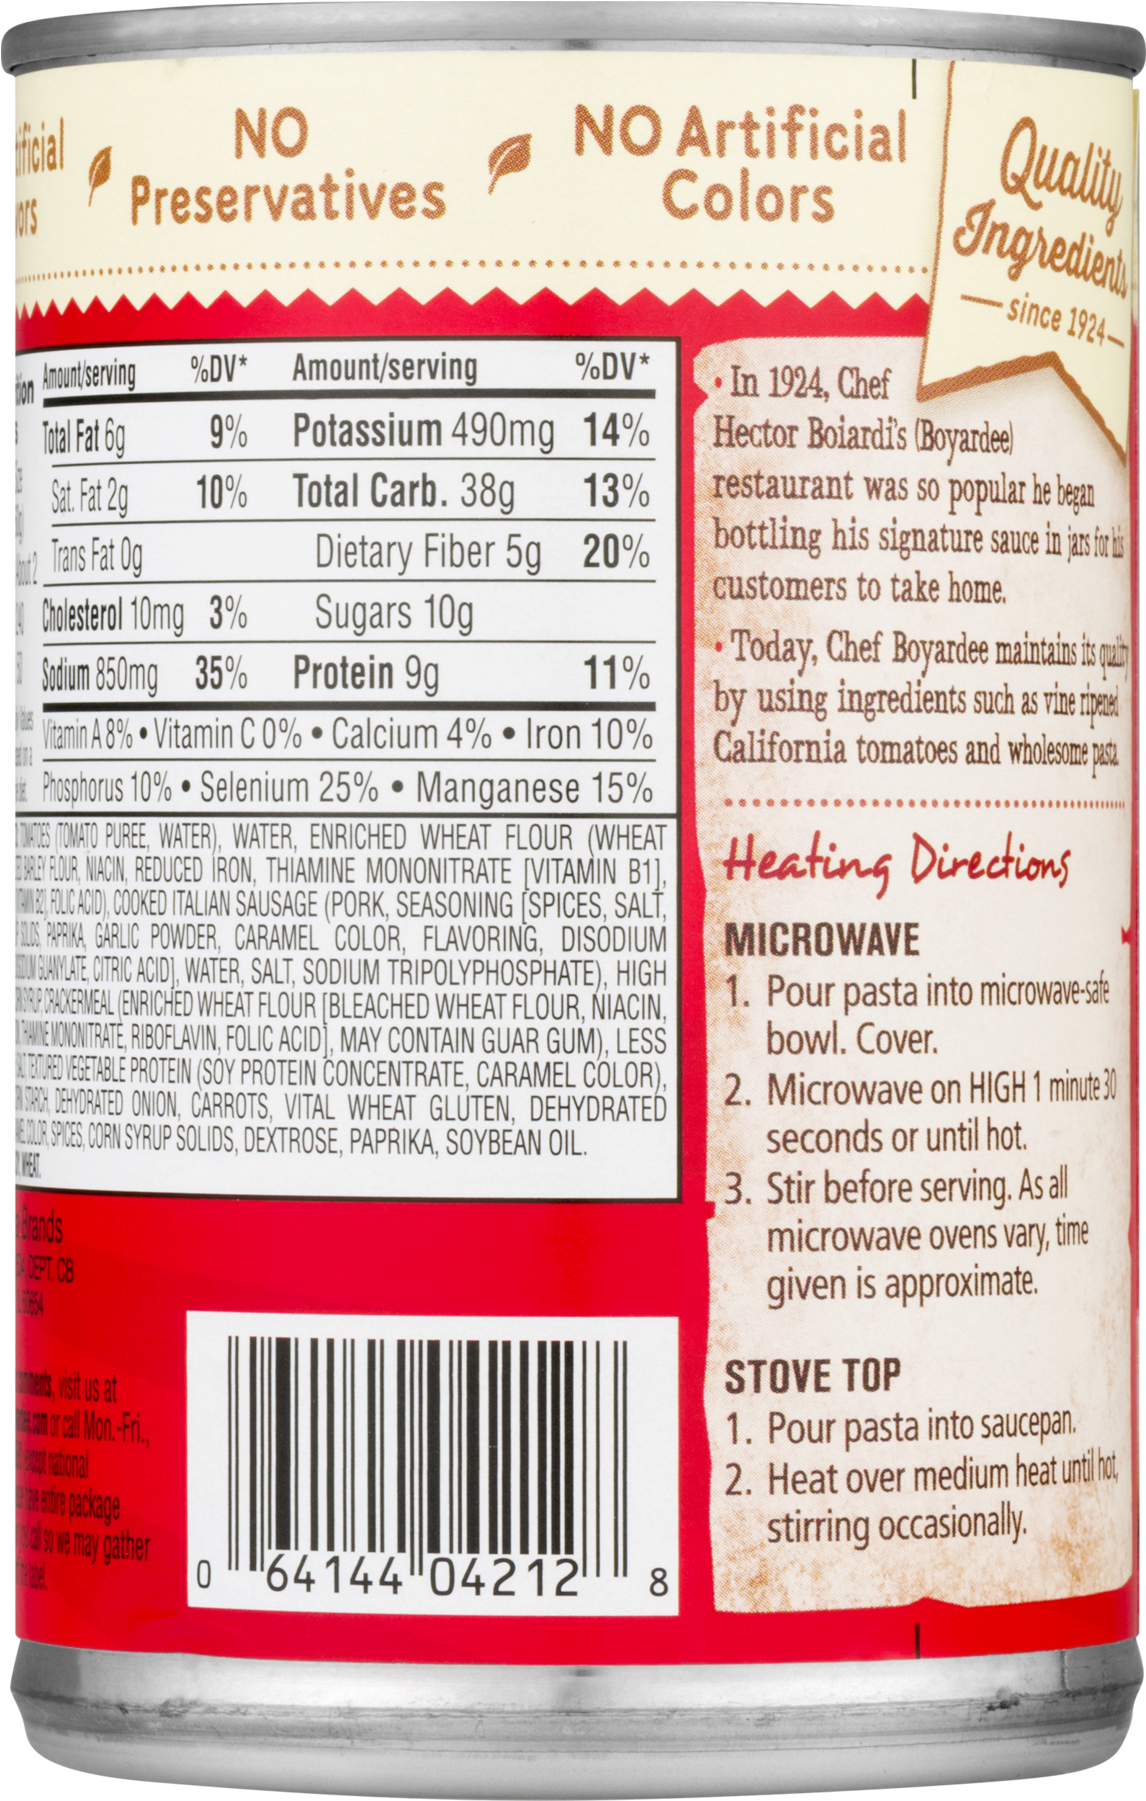 NO
Preservatives
NO Artificial
Colors
Quality
Ingredients
since 1924
Amount/serving %DV* Amount/serving %DV*
Total Fat 6g 9% Potassium 490mg 14%
Sat. Fat 2g 10% Total Carb. 38g 13%
Trans Fat 0g Dietary Fiber 5g 20%
Cholesterol 10mg 3% Sugars 10g
Sodium 850mg 35% Protein 9g 11%
Vitamin A 8% • Vitamin C 0% • Calcium 4% • Iron 10%
Phosphorus 10% • Selenium 25% • Manganese 15%
(TOMATO PUREE, WATER), WATER, ENRICHED WHEAT FLOUR (WHEAT
BARLEY FLOUR, NIACIN, REDUCED IRON, THIAMINE MONONITRATE [VITAMIN B1],
FOLIC ACID), COOKED ITALIAN SAUSAGE (PORK, SEASONING [SPICES, SALT,
SOLIDS, PAPRIKA, GARLIC POWDER, CARAMEL COLOR, FLAVORING, DISODIUM
GUANYLATE, CITRIC ACID], WATER, SALT, SODIUM TRIPOLYPHOSPHATE), HIGH
SYRUP, CRACKERMEAL (ENRICHED WHEAT FLOUR [BLEACHED WHEAT FLOUR, NIACIN,
THIAMINE MONONITRATE, RIBOFLAVIN, FOLIC ACID], MAY CONTAIN GUAR GUM), LESS
TEXTURED VEGETABLE PROTEIN (SOY PROTEIN CONCENTRATE, CARAMEL COLOR),
STARCH, DEHYDRATED ONION, CARROTS, VITAL WHEAT GLUTEN, DEHYDRATED
COLOR, SPICES, CORN SYRUP SOLIDS, DEXTROSE, PAPRIKA, SOYBEAN OIL.
WHEAT.
Brands
DEPT. CB
visit us at
or call Mon.-Fri.,
except national
have entire package
call so we may gather
label.
0 64144 04212 8
• In 1924, Chef
Hector Boiardi's (Boyardee)
restaurant was so popular he began
bottling his signature sauce in jars for his
customers to take home.
• Today, Chef Boyardee maintains its quality
by using ingredients such as vine ripened
California tomatoes and wholesome pasta.
Heating Directions
MICROWAVE
1. Pour pasta into microwave-safe
bowl. Cover.
2. Microwave on HIGH 1 minute 30
seconds or until hot.
3. Stir before serving. As all
microwave ovens vary, time
given is approximate.
STOVE TOP
1. Pour pasta into saucepan.
2. Heat over medium heat until hot,
stirring occasionally.